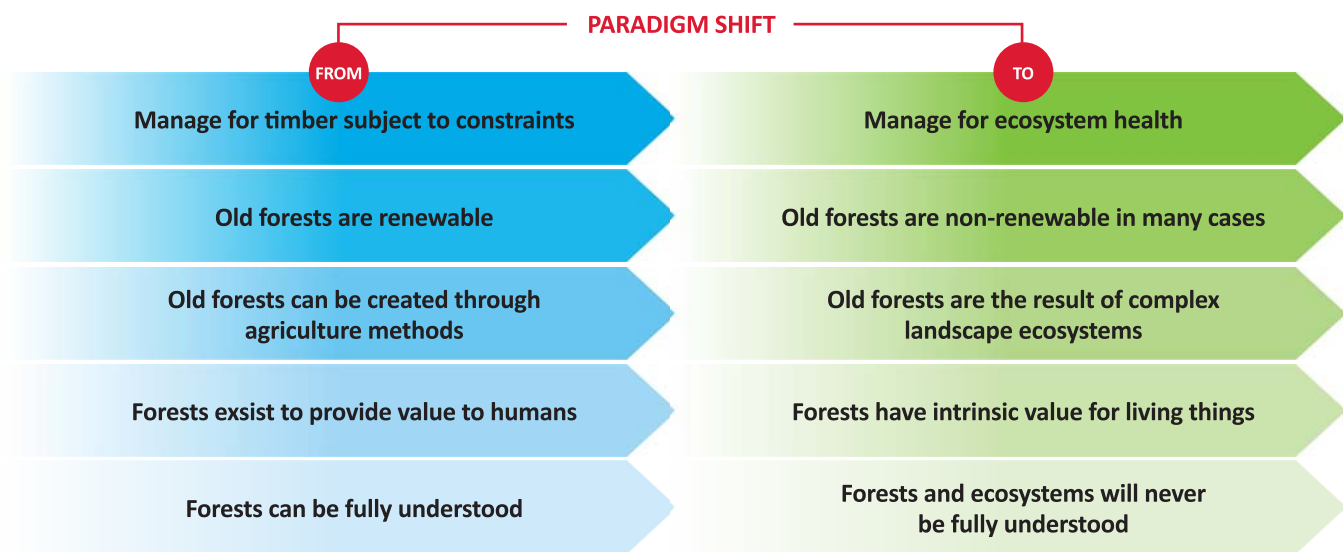 PARADIGM SHIFT
FROM
TO
Manage for timber subject to constraints
Manage for ecosystem health
Old forests are renewable
Old forests are non-renewable in many cases
Old forests can be created through
agriculture methods
Old forests are the result of complex
landscape ecosystems
Forests exsist to provide value to humans
Forests have intrinsic value for living things
Forests can be fully understood
Forests and ecosystems will never
be fully understood